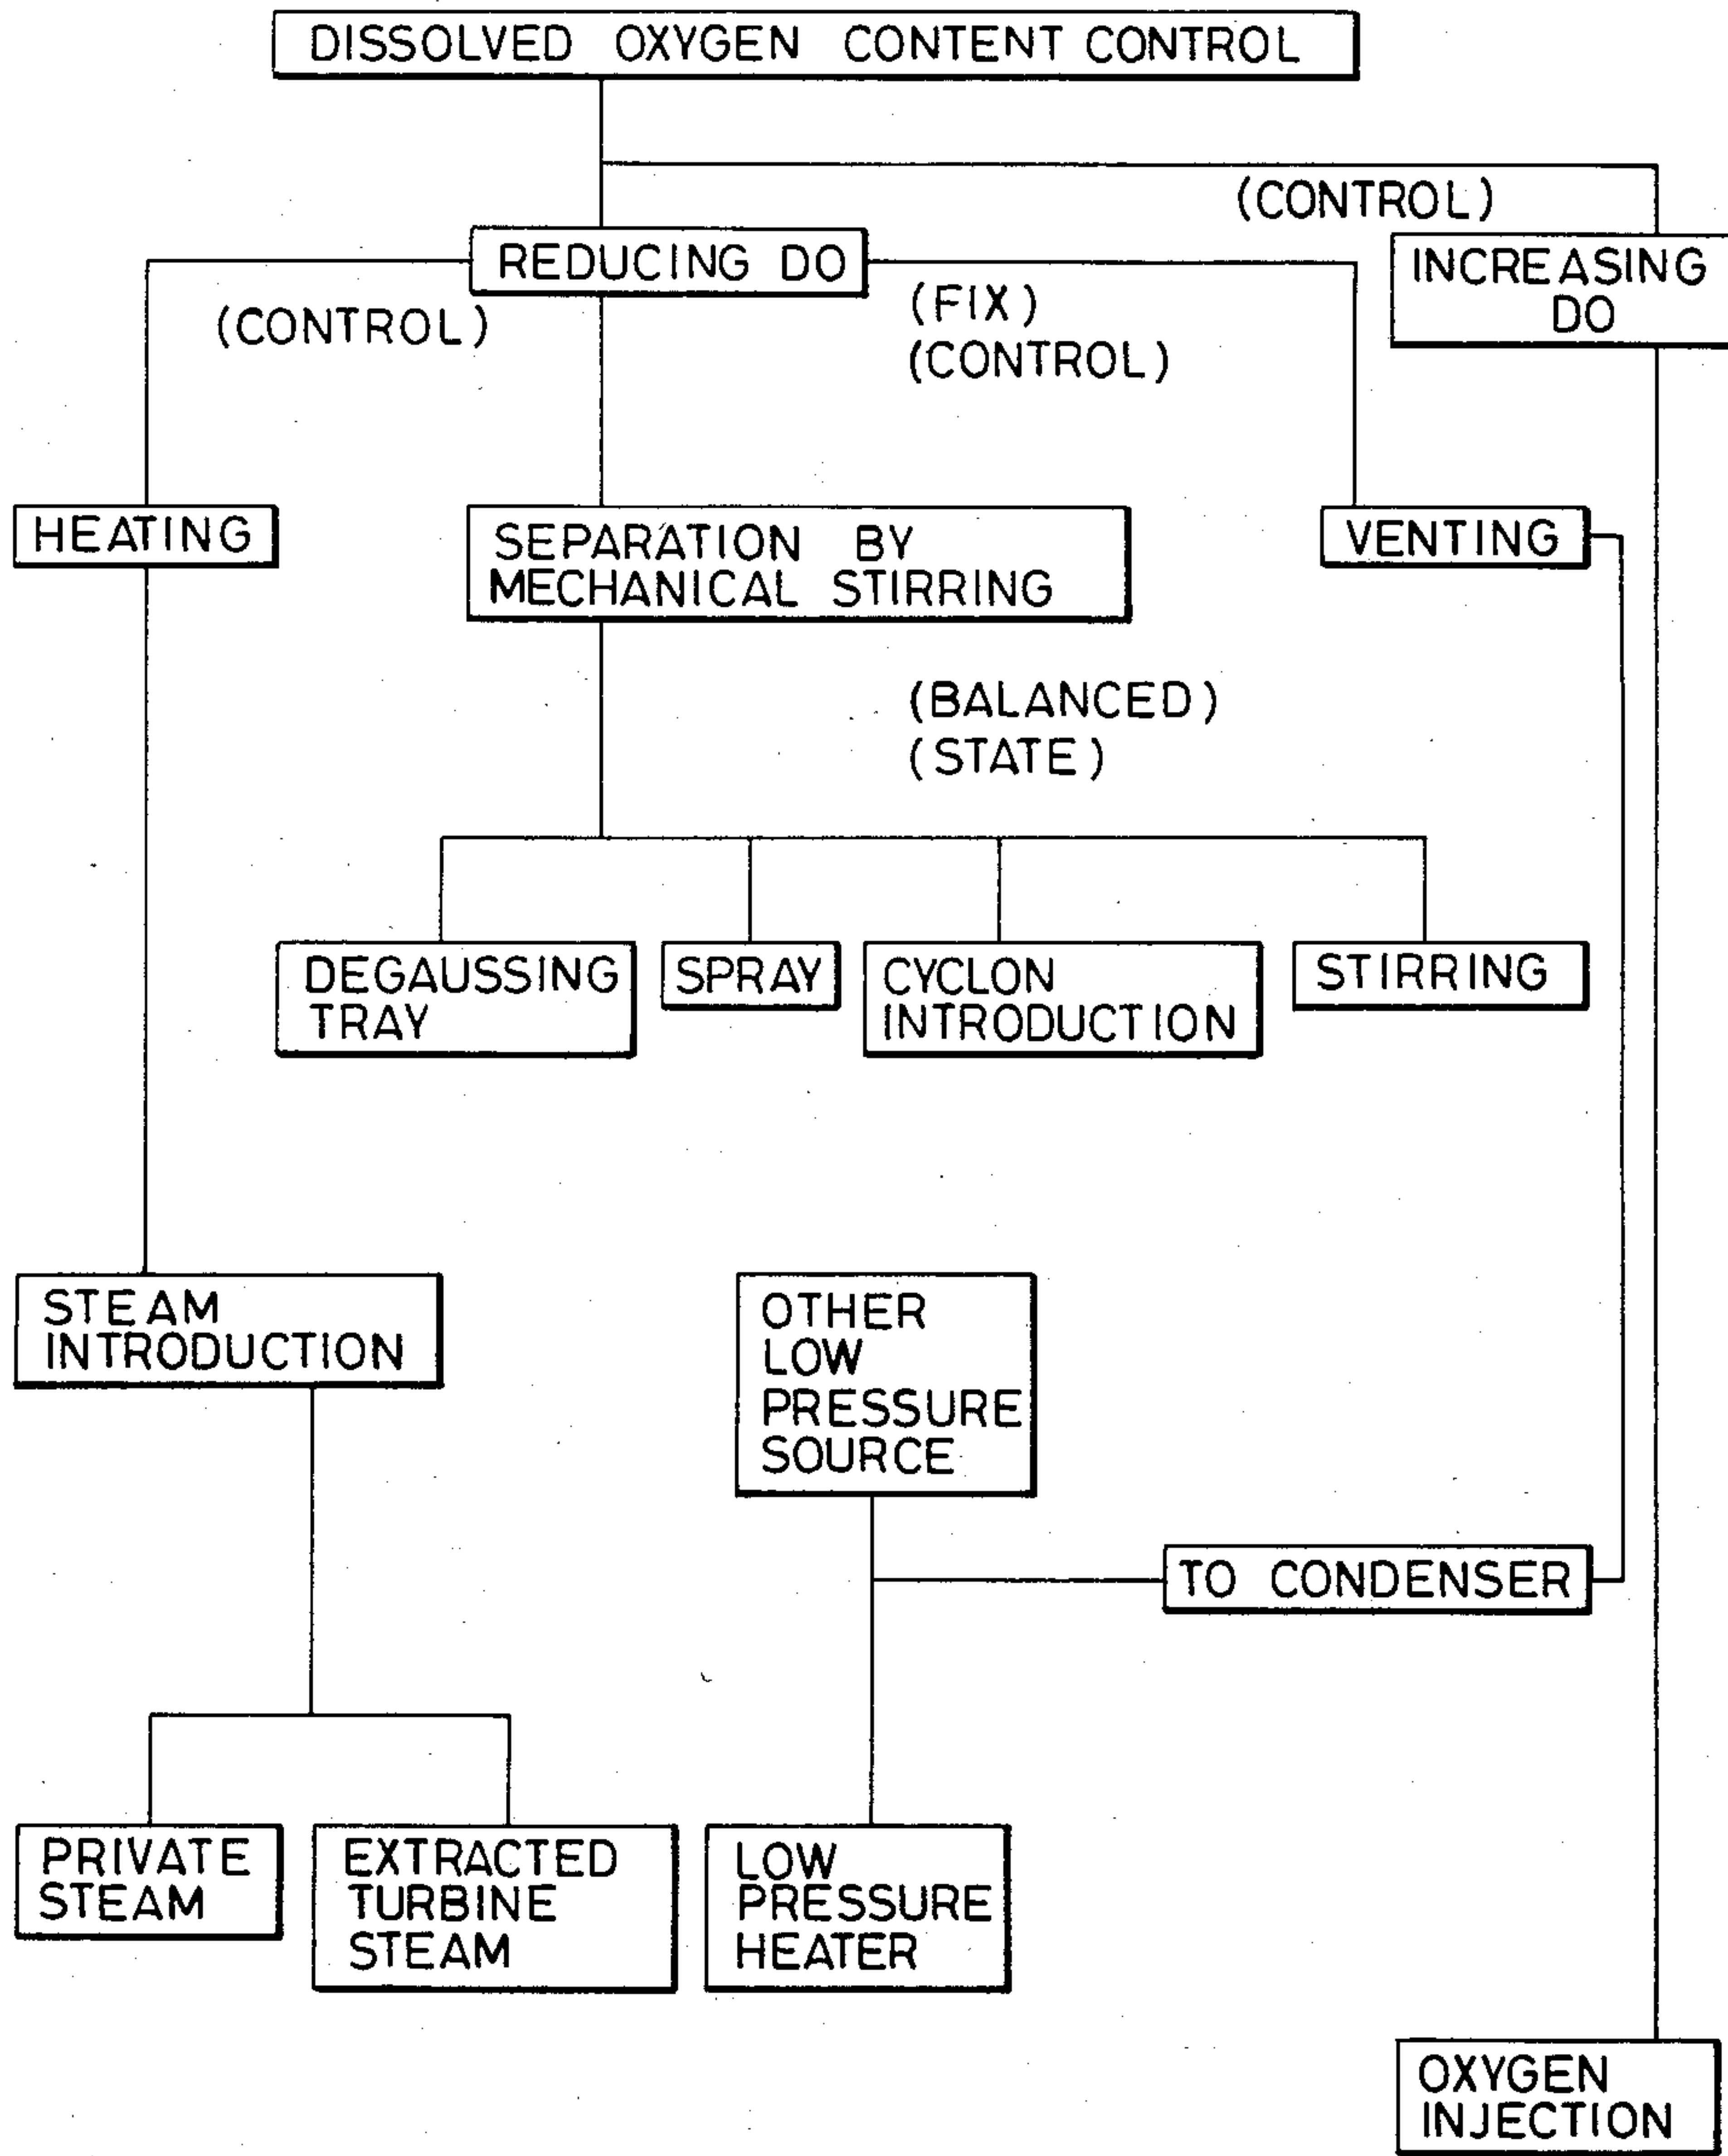 DISSOLVED OXYGEN CONTENT CONTROL
(CONTROL)
REDUCING DO
INCREASING
DO
(CONTROL)
(FIX)
(CONTROL)
HEATING
SEPARATION BY
MECHANICAL STIRRING
VENTING
(BALANCED)
(STATE)
DEGAUSSING
TRAY
SPRAY
CYCLON
INTRODUCTION
STIRRING
STEAM
INTRODUCTION
OTHER
LOW
PRESSURE
SOURCE
TO CONDENSER
PRIVATE
STEAM
EXTRACTED
TURBINE
STEAM
LOW
PRESSURE
HEATER
OXYGEN
INJECTION